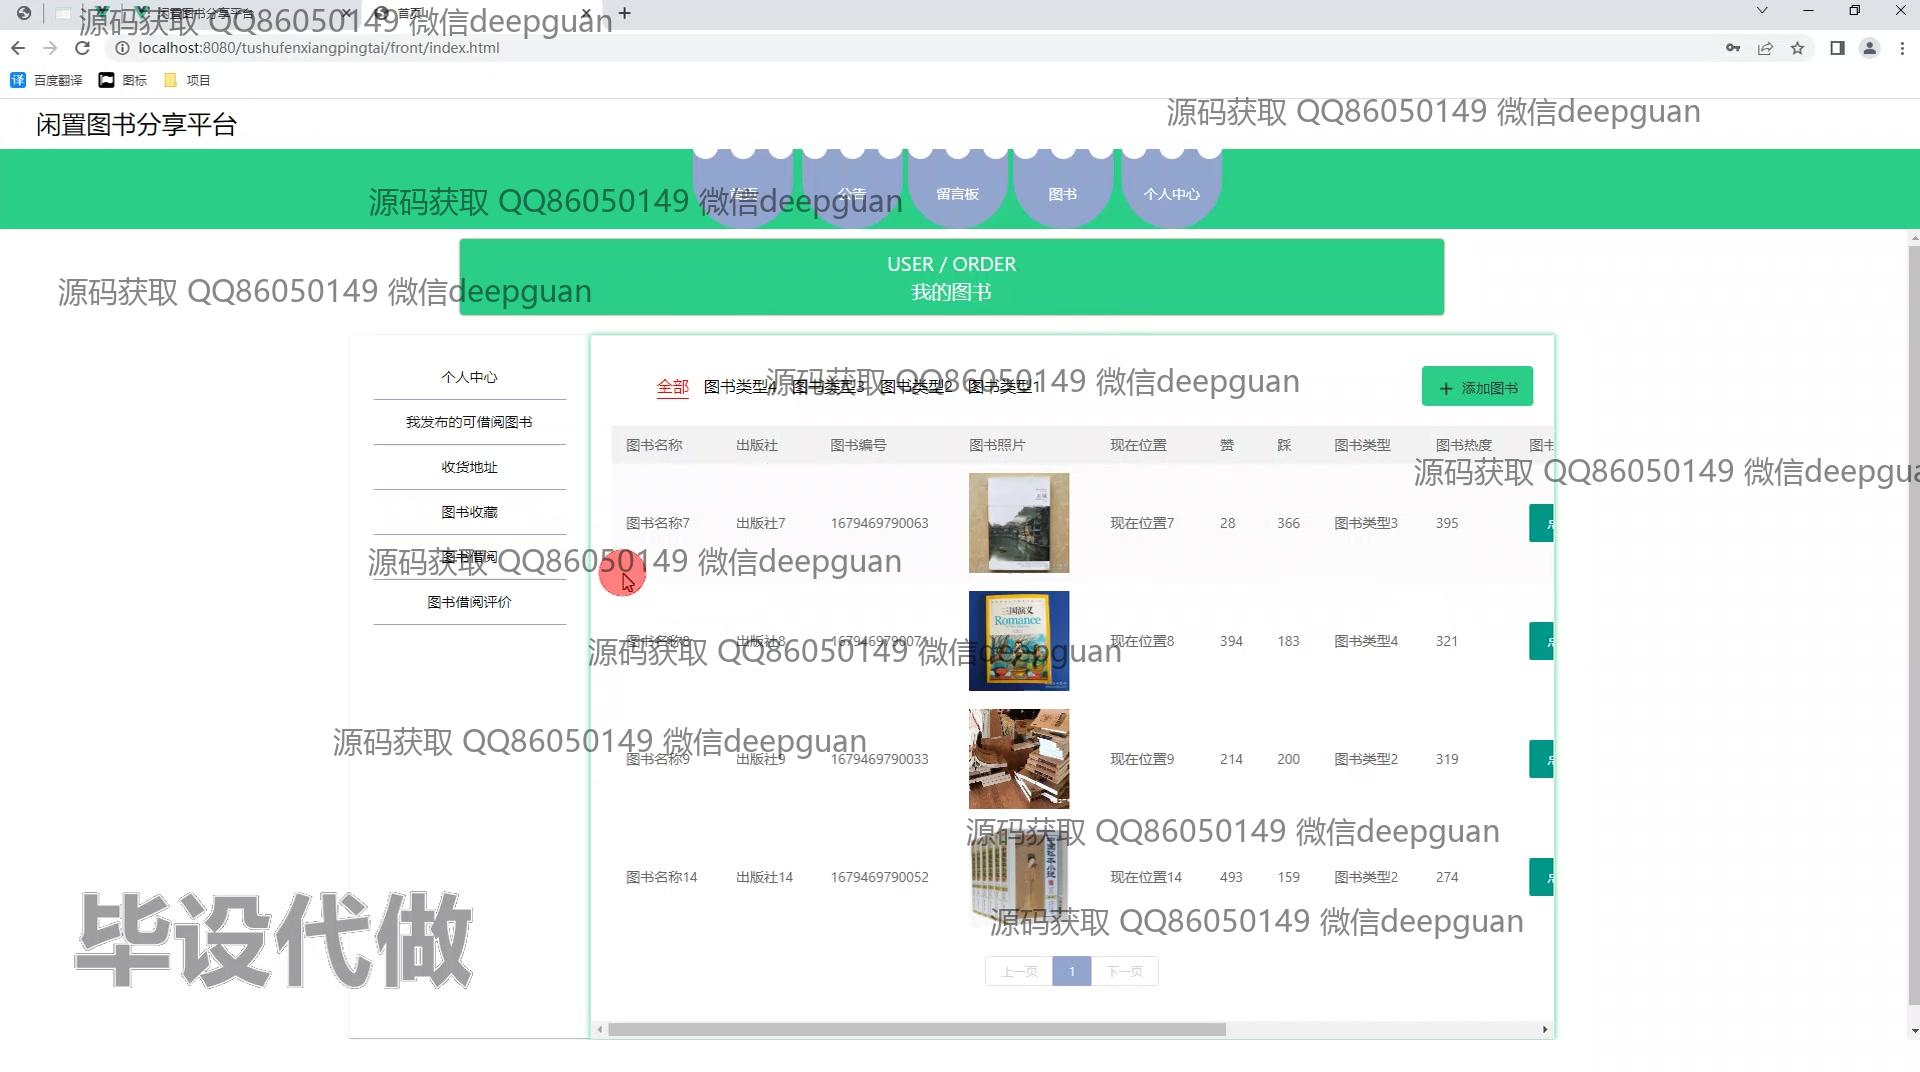 闲置图书分享平台
首页
源码获取 QQ86050149 微信deepguan
localhost:8080/tushufenxiangpingtai/front/index.html
百度翻译 图标 项目
闲置图书分享平台
源码获取 QQ86050149 微信deepguan
首页 公告 留言板 图书 个人中心
源码获取 QQ86050149 微信deepguan
USER / ORDER
我的图书
源码获取 QQ86050149 微信deepguan
个人中心
我发布的可借阅图书
收货地址
图书收藏
图书借阅
图书借阅评价
全部 图书类型4 图书类型3 图书类型2 图书类型1
添加图书
源码获取 QQ86050149 微信deepguan
图书名称 出版社 图书编号 图书照片 现在位置 赞 踩 图书类型 图书热度 图书
源码获取 QQ86050149 微信deepgua
图书名称7 出版社7 1679469790063 现在位置7 28 366 图书类型3 395
源码获取 QQ86050149 微信deepguan
三国演义
Romance
图书名称8 出版社8 1679469790071 现在位置8 394 183 图书类型4 321
源码获取 QQ86050149 微信deepguan
源码获取 QQ86050149 微信deepguan
图书名称9 出版社9 1679469790033 现在位置9 214 200 图书类型2 319
源码获取 QQ86050149 微信deepguan
图书名称14 出版社14 1679469790052 现在位置14 493 159 图书类型2 274
源码获取 QQ86050149 微信deepguan
毕设代做
上一页 1 下一页